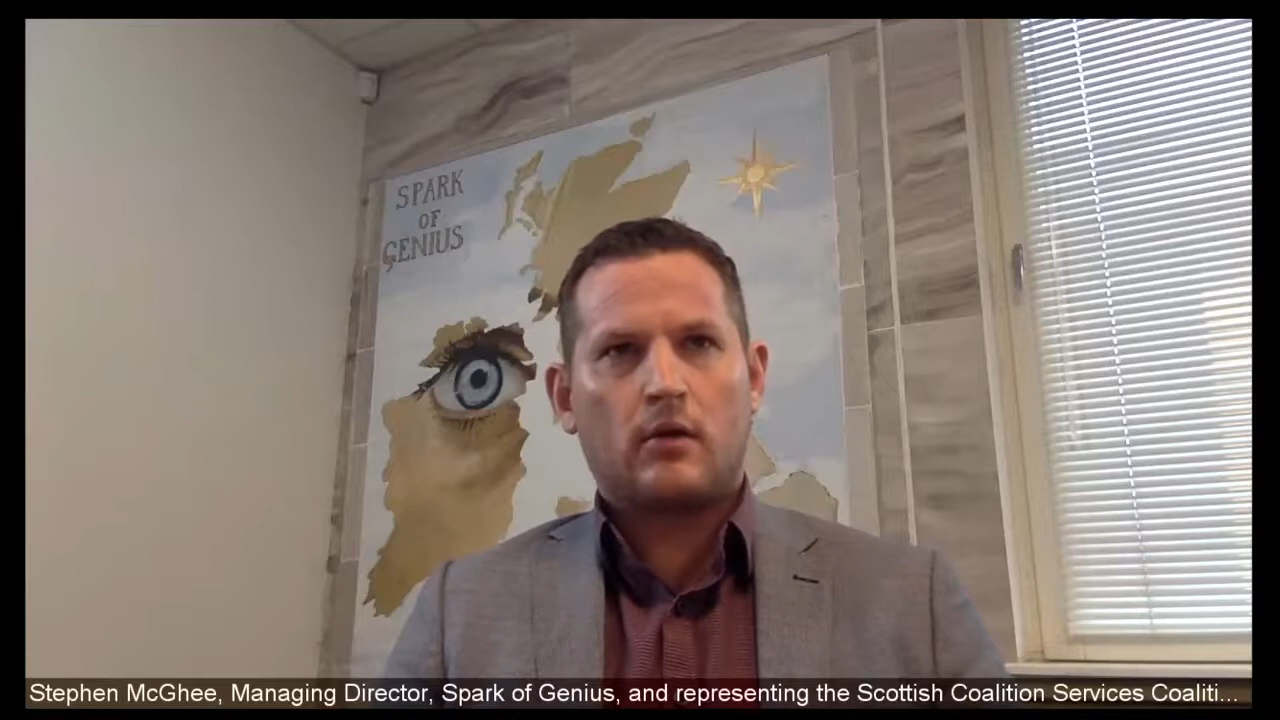 SPARK
OF
GENIUS
Stephen McGhee, Managing Director, Spark of Genius, and representing the Scottish Coalition Services Coaliti...